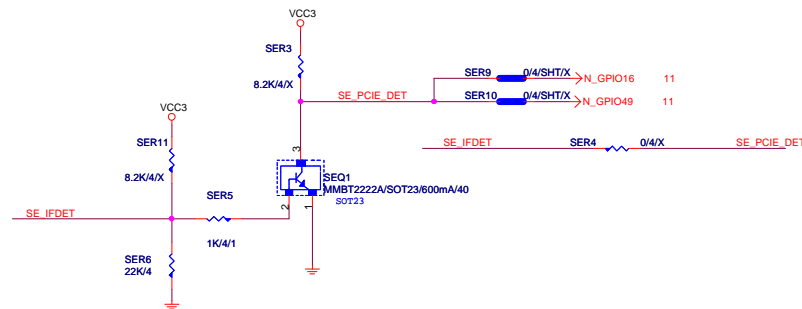 VCC3
SER3
8.2K/4/X
SE_PCIE_DET
SER9
0/4/SHT/X
N_GPIO16
11
SER10
0/4/SHT/X
N_GPIO49
11
VCC3
SER11
8.2K/4/X
SE_IFDET
SER4
0/4/X
SE_PCIE_DET
3
SEQ1
MMBT2222A/SOT23/600mA/40
SOT23
2
1
SER5
1K/4/1
SE_IFDET
SER6
22K/4